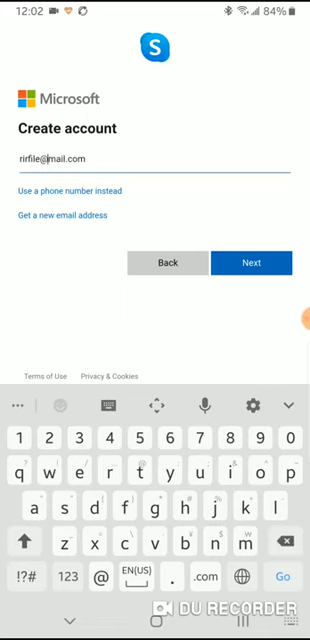 12:02 84%
S
Microsoft
Create account
rirfile@mail.com
Use a phone number instead
Get a new email address
Back Next
Terms of Use Privacy & Cookies
1 2 3 4 5 6 7 8 9 0
q w e r t y u i o p
a s d f g h j k l
z x c v b n m
!?# 123 @ EN(US) . .com Go
DU RECORDER